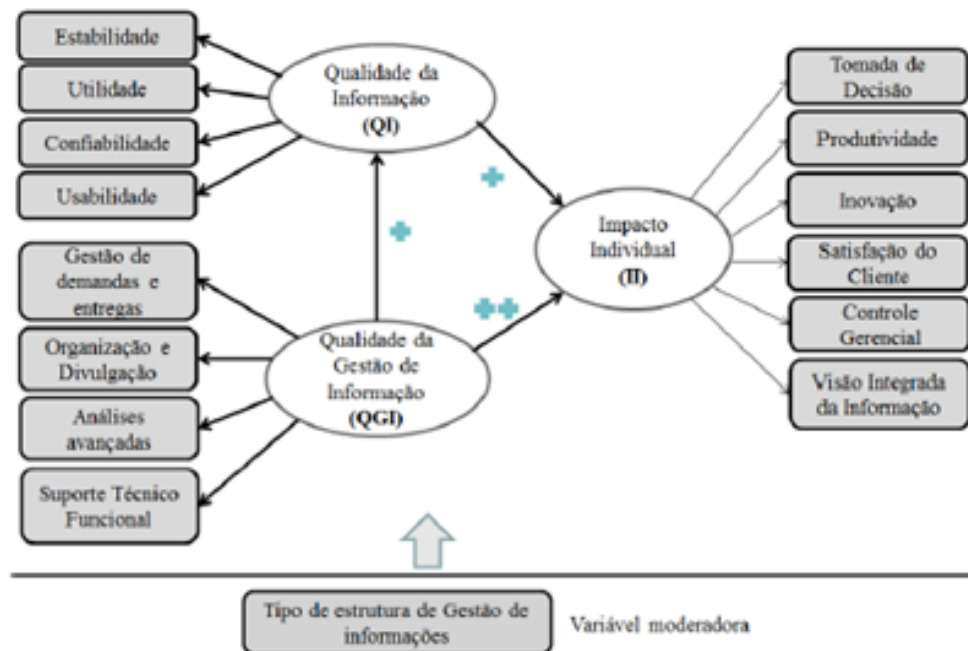 Estabilidade
Utilidade
Confiabilidade
Usabilidade
Gestão de
demandas e
entregas
Organização e
Divulgação
Análises
avançadas
Suporte Técnico
Funcional
Qualidade da
Informação
(QI)
Qualidade da
Gestão de
Informação
(QGI)
Impacto
Individual
(II)
Tomada de
Decisão
Produtividade
Inovação
Satisfação do
Cliente
Controle
Gerencial
Visão Integrada
da Informação
Tipo de estrutura de Gestão de
informações
Variável moderadora